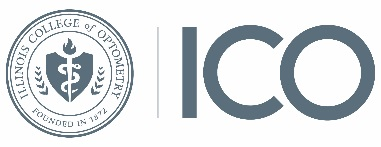 ILLINOIS COLLEGE of OPTOMETRY
FOUNDED IN 1872
ICO